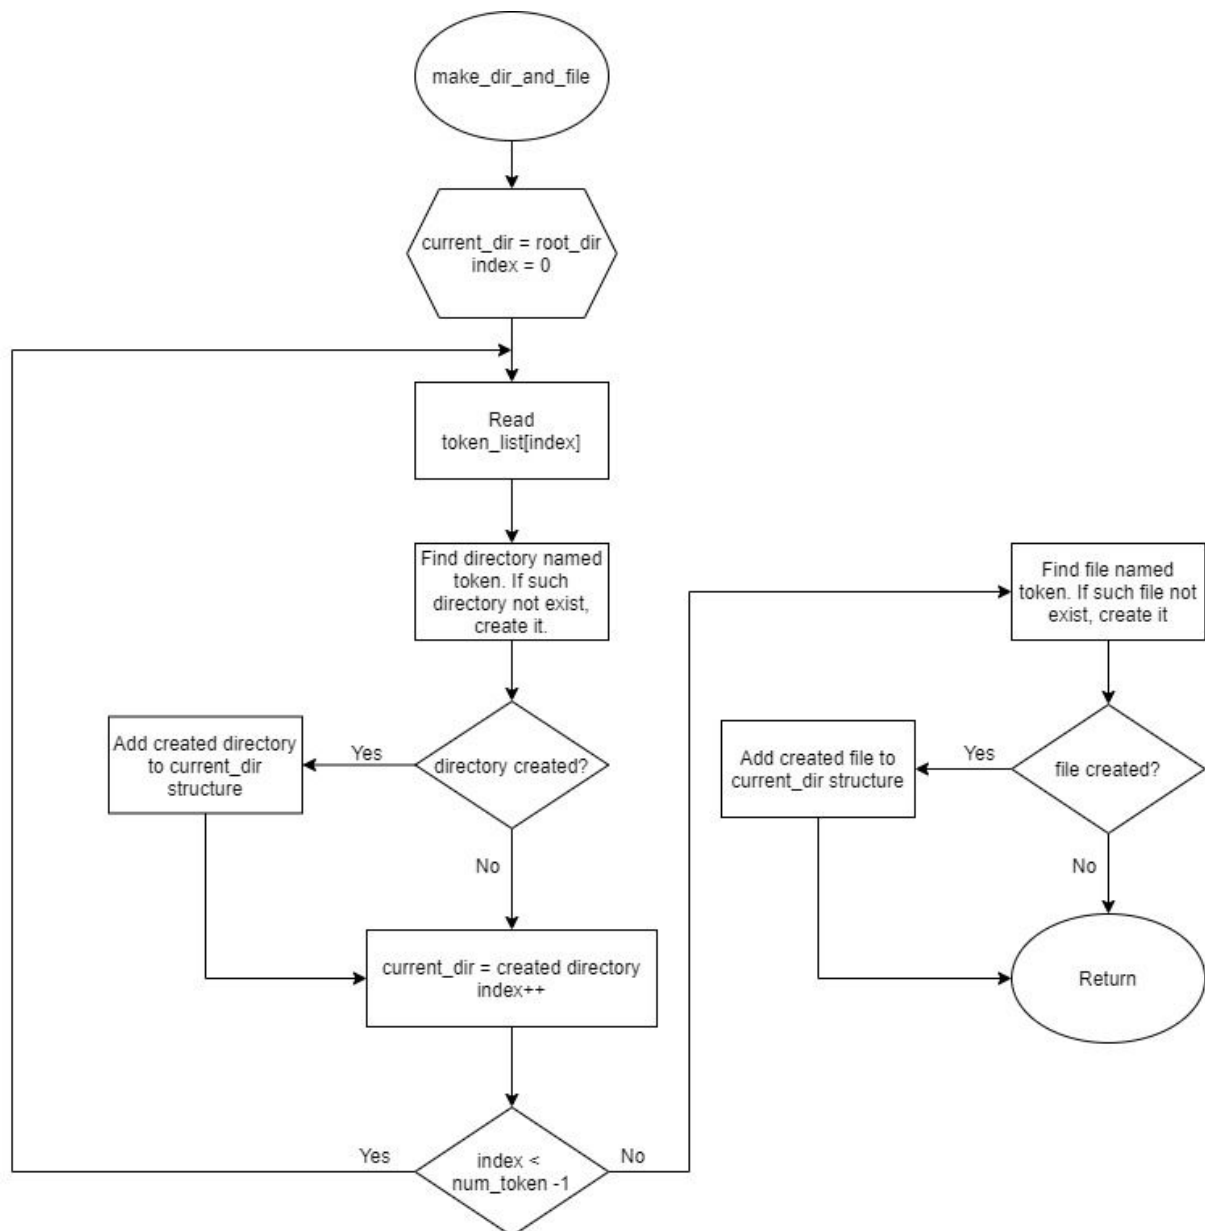 make_dir_and_file
current_dir = root_dir
index = 0
Read
token_list[index]
Find directory named
token. If such
directory not exist,
create it.
directory created?
Yes
Add created directory
to current_dir
structure
No
current_dir = created directory
index++
index <
num_token -1
Yes
No
Find file named
token. If such file not
exist, create it
file created?
Yes
Add created file to
current_dir structure
No
Return